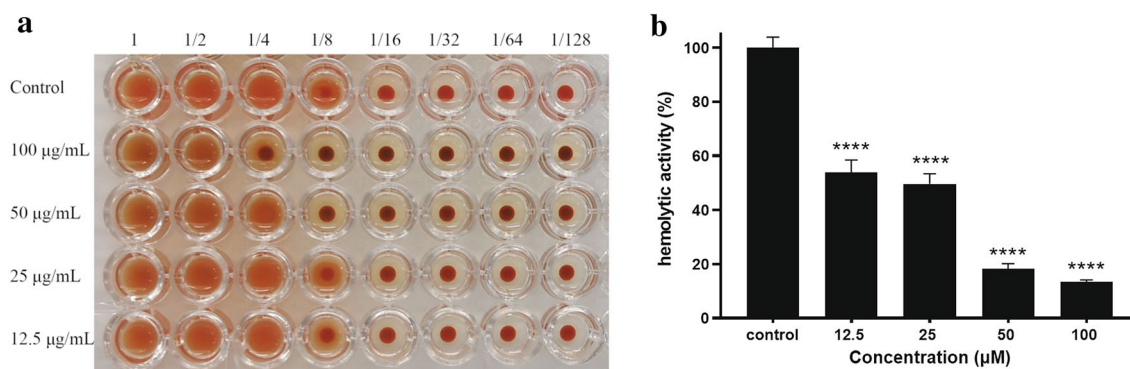 a
1 1/2 1/4 1/8 1/16 1/32 1/64 1/128
Control
100 μg/mL
50 μg/mL
25 μg/mL
12.5 μg/mL
b
hemolytic activity (%)
100
80
60
40
20
0
****
****
****
****
control 12.5 25 50 100
Concentration (μM)